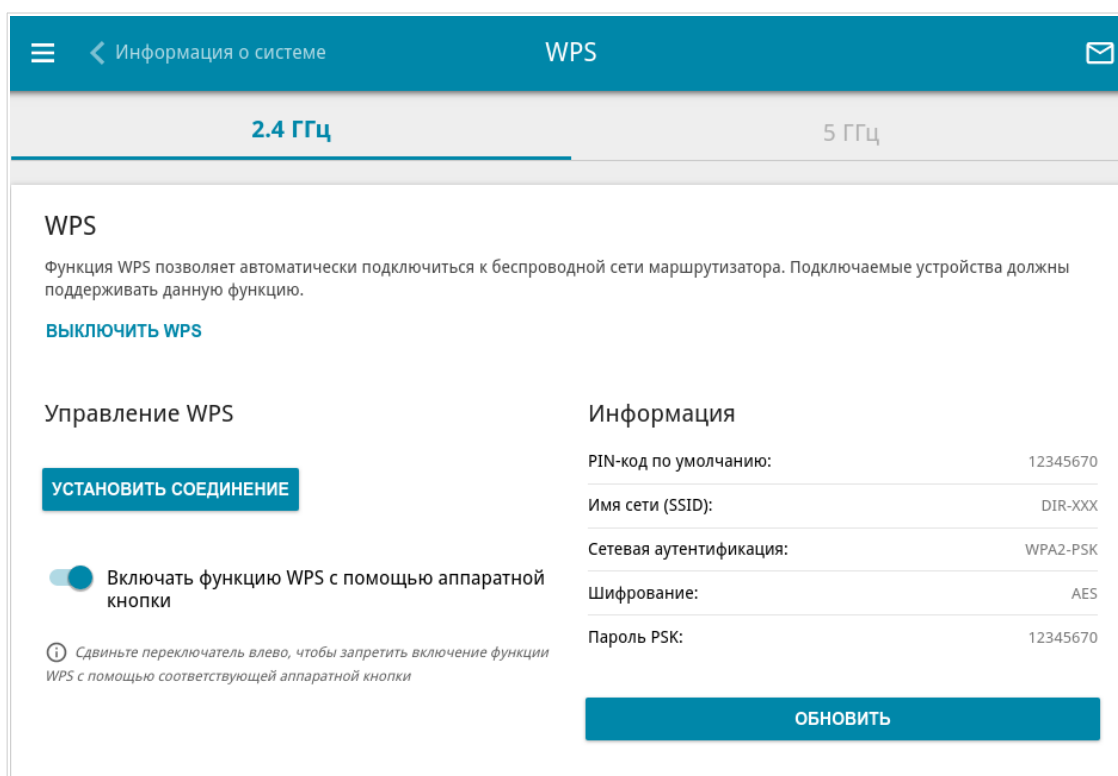 Информация о системе
WPS
2.4 ГГц
5 ГГц
WPS
Функция WPS позволяет автоматически подключиться к беспроводной сети маршрутизатора. Подключаемые устройства должны
поддерживать данную функцию.
ВЫКЛЮЧИТЬ WPS
Управление WPS
УСТАНОВИТЬ СОЕДИНЕНИЕ
Включать функцию WPS с помощью аппаратной
кнопки
Сдвиньте переключатель влево, чтобы запретить включение функции
WPS с помощью соответствующей аппаратной кнопки
Информация
PIN-код по умолчанию: 12345670
Имя сети (SSID): DIR-XXX
Сетевая аутентификация: WPA2-PSK
Шифрование: AES
Пароль PSK: 12345670
ОБНОВИТЬ